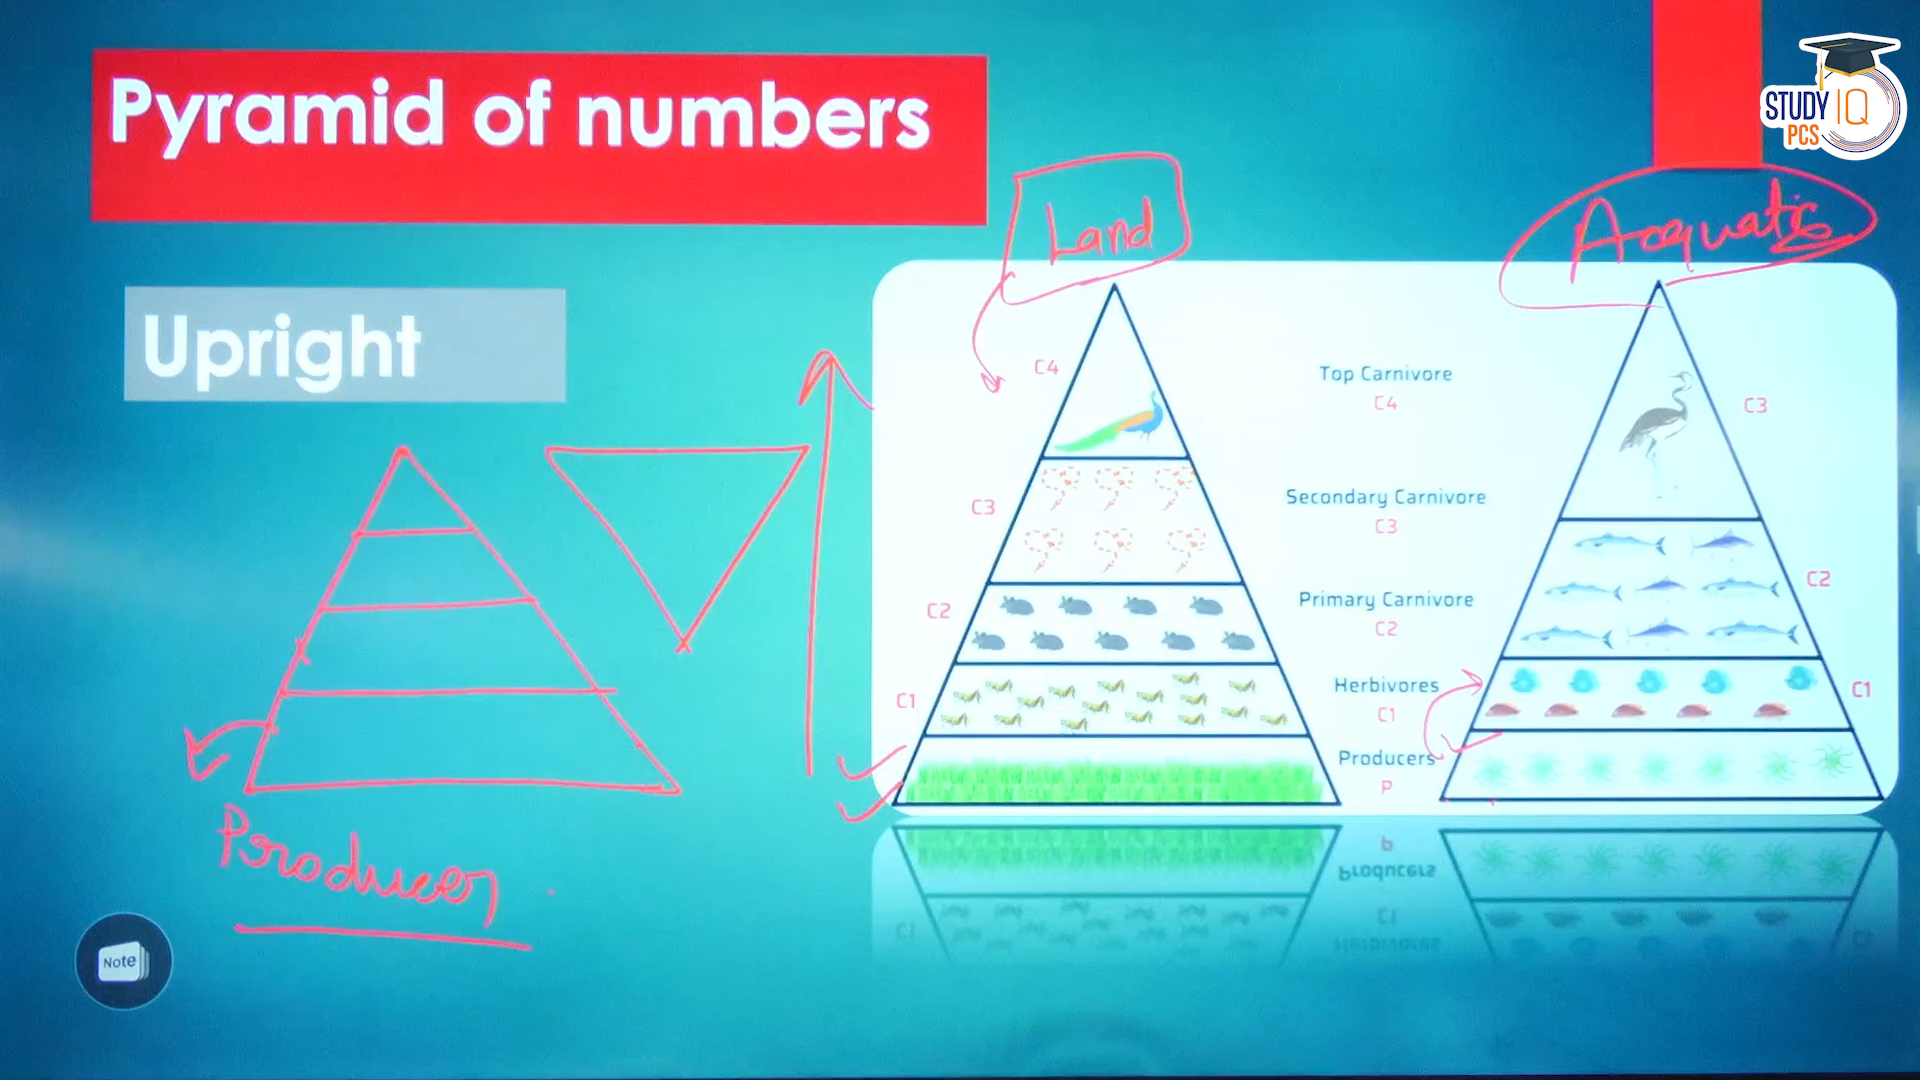 Pyramid of numbers
STUDY IQ
PCS
Land
Acquatic
Upright
C4
Top Carnivore
C4
C3
C3
Secondary Carnivore
C3
C2
Primary Carnivore
C2
C2
C1
Herbivores
C1
C1
Producers
P
Producer
Note